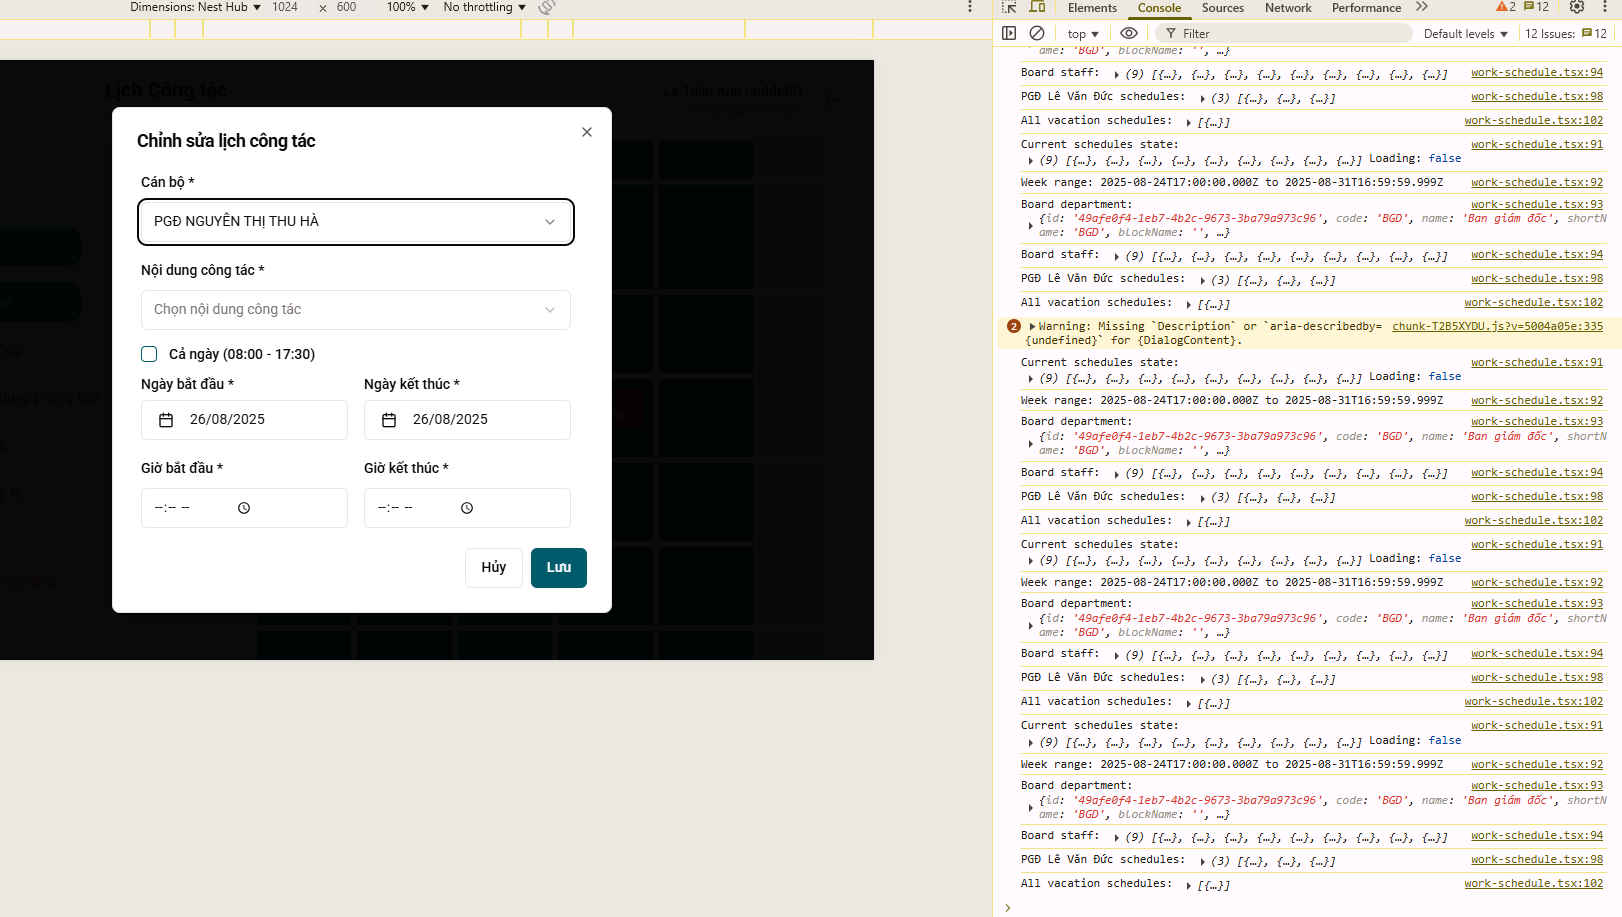 Dimensions: Nest Hub ▼ 1024 × 600 100% ▼ No throttling ▼
Lịch Công tác
Lỗ Tuấn Anh (anhlt30)
Chỉnh sửa lịch công tác
Cán bộ *
PGĐ NGUYỄN THỊ THU HÀ
Nội dung công tác *
Chọn nội dung công tác
Cả ngày (08:00 - 17:30)
Ngày bắt đầu * Ngày kết thúc *
26/08/2025 26/08/2025
Giờ bắt đầu * Giờ kết thúc *
--:-- -- --:-- --
Hủy Lưu
Elements Console Sources Network Performance 2 12
top ▼ Filter Default levels ▼ 12 Issues: 12
ame: 'BGD', blockName: '', …}
Board staff: ▶ (9) [{…}, {…}, {…}, {…}, {…}, {…}, {…}, {…}, {…}] work-schedule.tsx:94
PGĐ Lê Văn Đức schedules: ▶ (3) [{…}, {…}, {…}] work-schedule.tsx:98
All vacation schedules: ▶ [{…}] work-schedule.tsx:102
Current schedules state: work-schedule.tsx:91
▶ (9) [{…}, {…}, {…}, {…}, {…}, {…}, {…}, {…}, {…}] Loading: false
Week range: 2025-08-24T17:00:00.000Z to 2025-08-31T16:59:59.999Z work-schedule.tsx:92
Board department: work-schedule.tsx:93
{id: '49afe0f4-1eb7-4b2c-9673-3ba79a973c96', code: 'BGD', name: 'Ban giám đốc', shortN
ame: 'BGD', blockName: '', …}
Board staff: ▶ (9) [{…}, {…}, {…}, {…}, {…}, {…}, {…}, {…}, {…}] work-schedule.tsx:94
PGĐ Lê Văn Đức schedules: ▶ (3) [{…}, {…}, {…}] work-schedule.tsx:98
All vacation schedules: ▶ [{…}] work-schedule.tsx:102
2 ▶ Warning: Missing `Description` or `aria-describedby= chunk-T2B5XYDU.js?v=5004a05e:335
{undefined}` for {DialogContent}.
Current schedules state: work-schedule.tsx:91
▶ (9) [{…}, {…}, {…}, {…}, {…}, {…}, {…}, {…}, {…}] Loading: false
Week range: 2025-08-24T17:00:00.000Z to 2025-08-31T16:59:59.999Z work-schedule.tsx:92
Board department: work-schedule.tsx:93
{id: '49afe0f4-1eb7-4b2c-9673-3ba79a973c96', code: 'BGD', name: 'Ban giám đốc', shortN
ame: 'BGD', blockName: '', …}
Board staff: ▶ (9) [{…}, {…}, {…}, {…}, {…}, {…}, {…}, {…}, {…}] work-schedule.tsx:94
PGĐ Lê Văn Đức schedules: ▶ (3) [{…}, {…}, {…}] work-schedule.tsx:98
All vacation schedules: ▶ [{…}] work-schedule.tsx:102
Current schedules state: work-schedule.tsx:91
▶ (9) [{…}, {…}, {…}, {…}, {…}, {…}, {…}, {…}, {…}] Loading: false
Week range: 2025-08-24T17:00:00.000Z to 2025-08-31T16:59:59.999Z work-schedule.tsx:92
Board department: work-schedule.tsx:93
{id: '49afe0f4-1eb7-4b2c-9673-3ba79a973c96', code: 'BGD', name: 'Ban giám đốc', shortN
ame: 'BGD', blockName: '', …}
Board staff: ▶ (9) [{…}, {…}, {…}, {…}, {…}, {…}, {…}, {…}, {…}] work-schedule.tsx:94
PGĐ Lê Văn Đức schedules: ▶ (3) [{…}, {…}, {…}] work-schedule.tsx:98
All vacation schedules: ▶ [{…}] work-schedule.tsx:102
Current schedules state: work-schedule.tsx:91
▶ (9) [{…}, {…}, {…}, {…}, {…}, {…}, {…}, {…}, {…}] Loading: false
Week range: 2025-08-24T17:00:00.000Z to 2025-08-31T16:59:59.999Z work-schedule.tsx:92
Board department: work-schedule.tsx:93
{id: '49afe0f4-1eb7-4b2c-9673-3ba79a973c96', code: 'BGD', name: 'Ban giám đốc', shortN
ame: 'BGD', blockName: '', …}
Board staff: ▶ (9) [{…}, {…}, {…}, {…}, {…}, {…}, {…}, {…}, {…}] work-schedule.tsx:94
PGĐ Lê Văn Đức schedules: ▶ (3) [{…}, {…}, {…}] work-schedule.tsx:98
All vacation schedules: ▶ [{…}] work-schedule.tsx:102